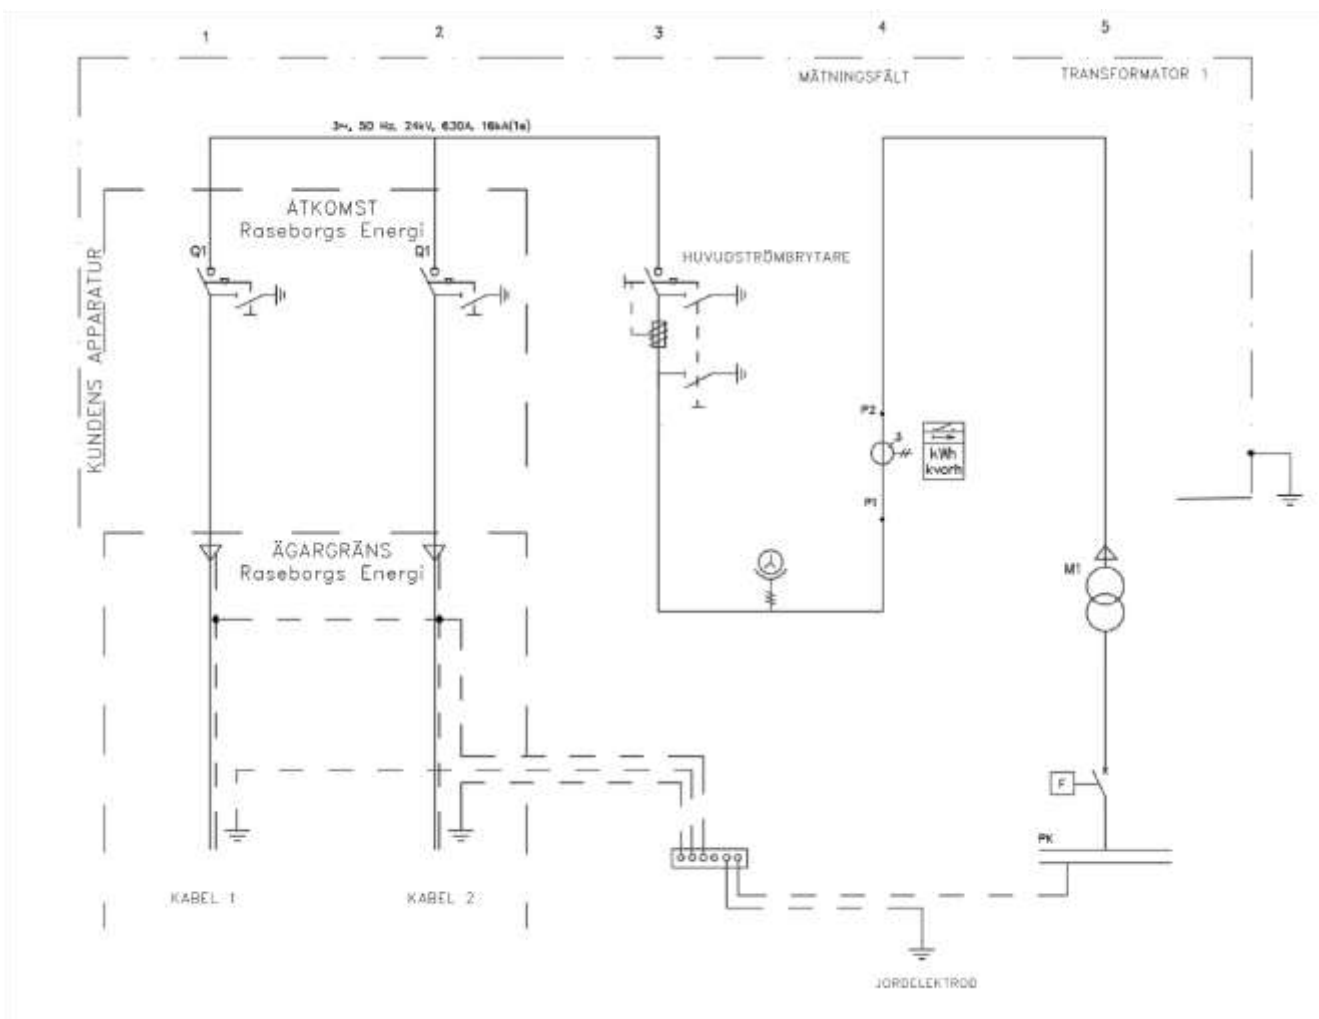 1 2 3 4 5
MÄTNINGSFÄLT TRANSFORMATOR 1
3~, 50 Hz, 24kV, 630A, 16kA(1s)
ÅTKOMST
Raseborgs Energi
Q1 Q1
HUVUDSTRÖMBRYTARE
KUNDENS APPARATUR
P2
3
kWh
kvarh
P1
ÄGARGRÄNS
Raseborgs Energi
M1
F
PK
KABEL 1 KABEL 2
JORDELEKTROD